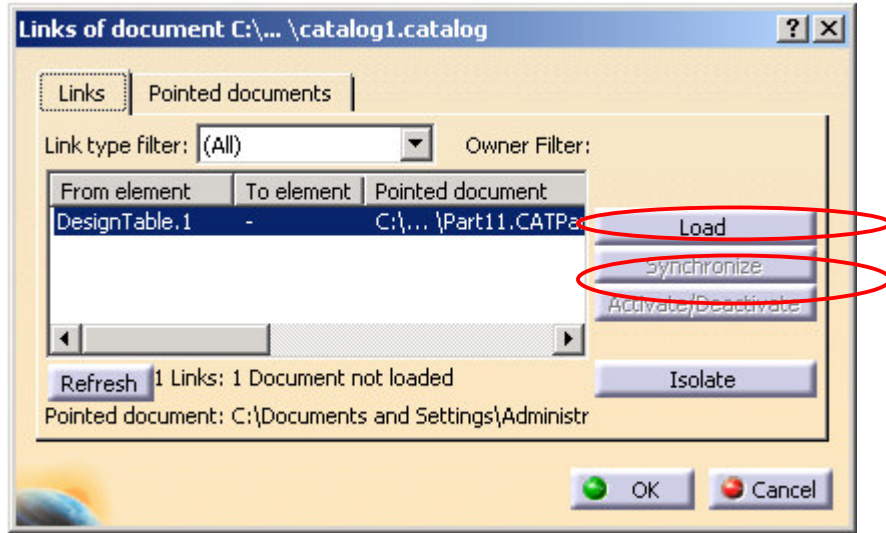 Links of document C:\... \catalog1.catalog
Links Pointed documents
Link type filter: (All) Owner Filter:
From element To element Pointed document
DesignTable.1 - C:\... \Part11.CATPa
Load
Synchronize
Activate/Deactivate
Refresh 1 Links: 1 Document not loaded Isolate
Pointed document: C:\Documents and Settings\Administr
OK Cancel